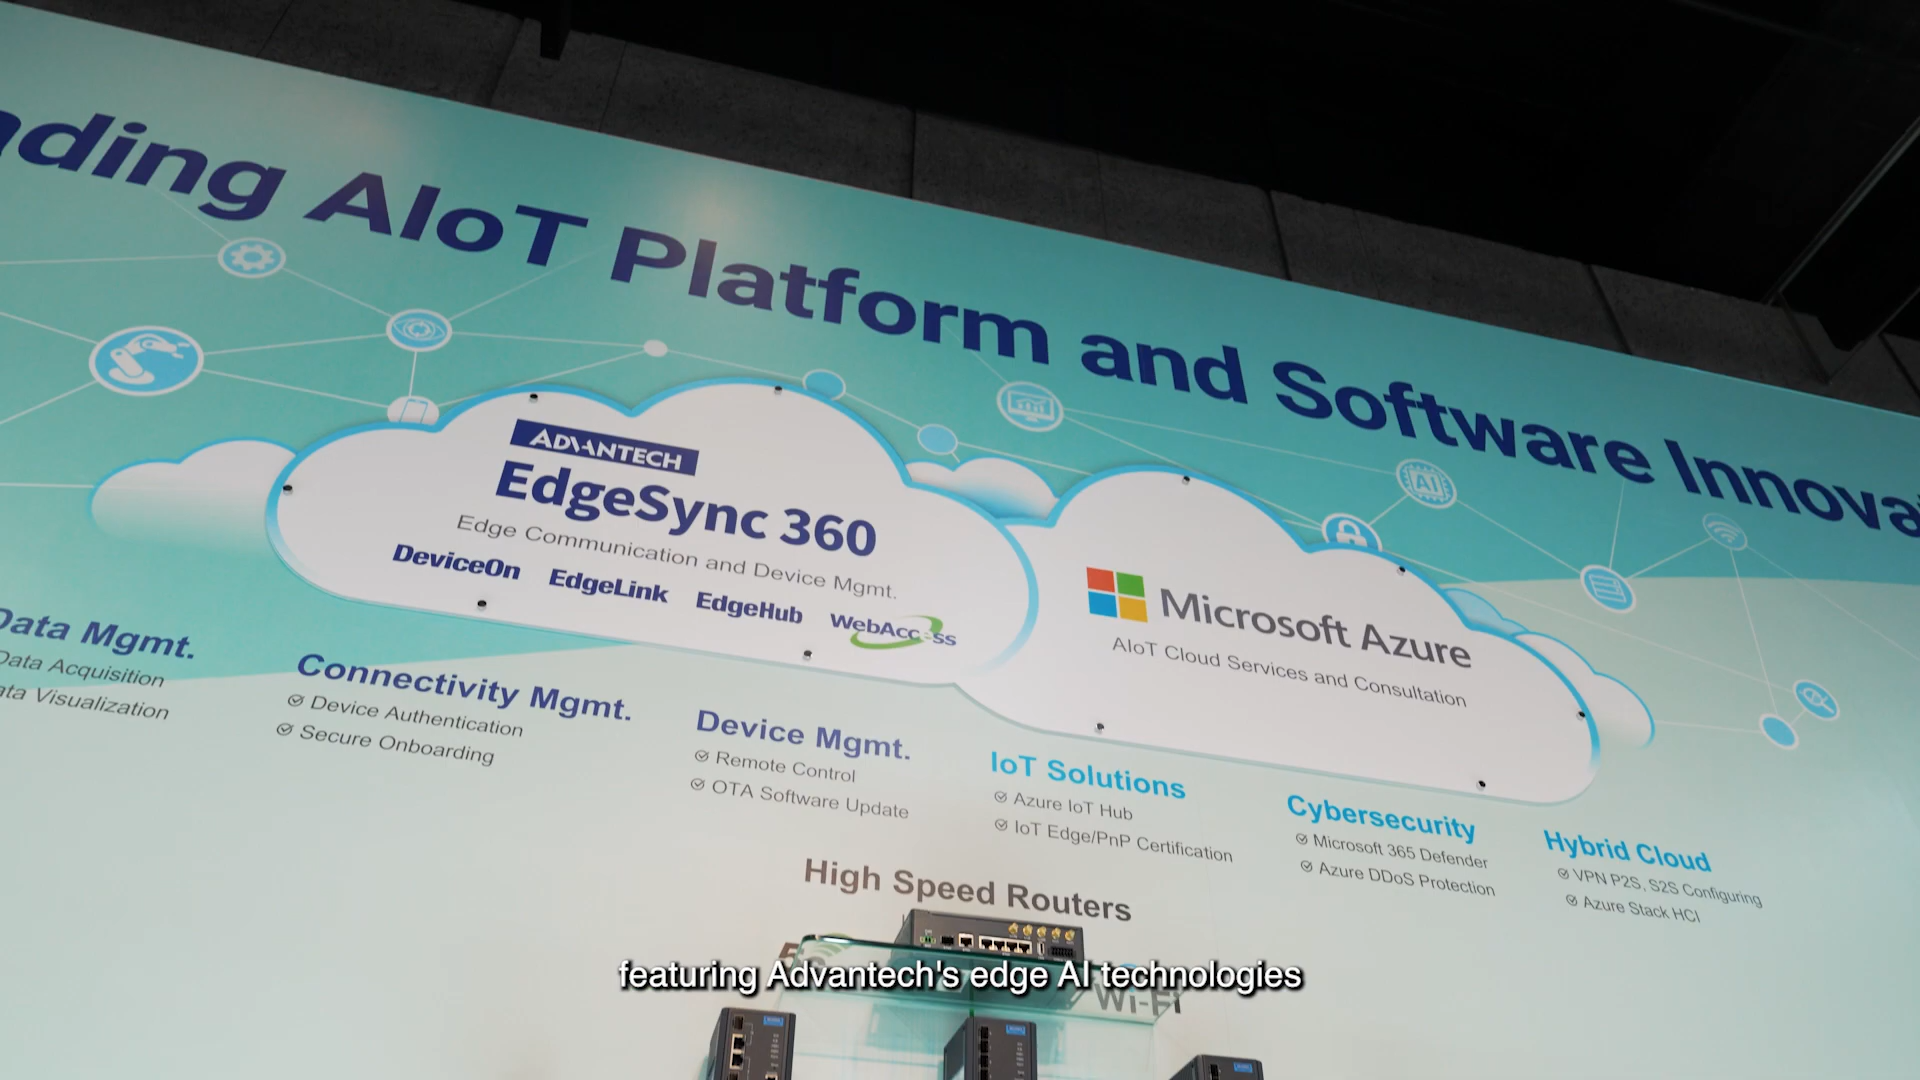 ding AIoT Platform and Software Innova
ADVANTECH
EdgeSync 360
Edge Communication and Device Mgmt.
DeviceOn EdgeLink EdgeHub WebAccess
Microsoft Azure
AIoT Cloud Services and Consultation
Data Mgmt.
Data Acquisition
ata Visualization
Connectivity Mgmt.
Device Authentication
Secure Onboarding
Device Mgmt.
Remote Control
OTA Software Update
IoT Solutions
Azure IoT Hub
IoT Edge/PnP Certification
Cybersecurity
Microsoft 365 Defender
Azure DDoS Protection
Hybrid Cloud
VPN P2S, S2S Configuring
Azure Stack HCI
AI
High Speed Routers
featuring Advantech's edge AI technologies
Wi-Fi